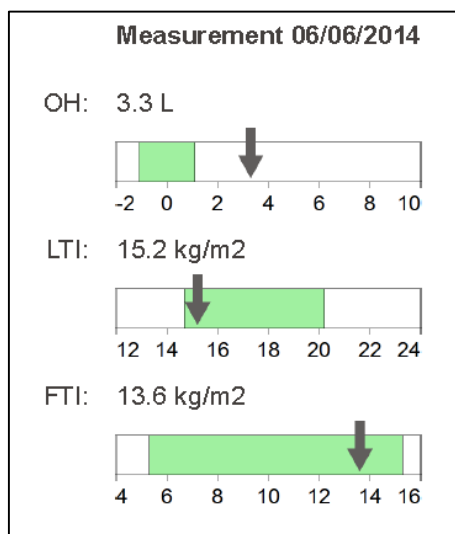 Measurement 06/06/2014
OH: 3.3 L
-2 0 2 4 6 8 10
LTI: 15.2 kg/m2
12 14 16 18 20 22 24
FTI: 13.6 kg/m2
4 6 8 10 12 14 16